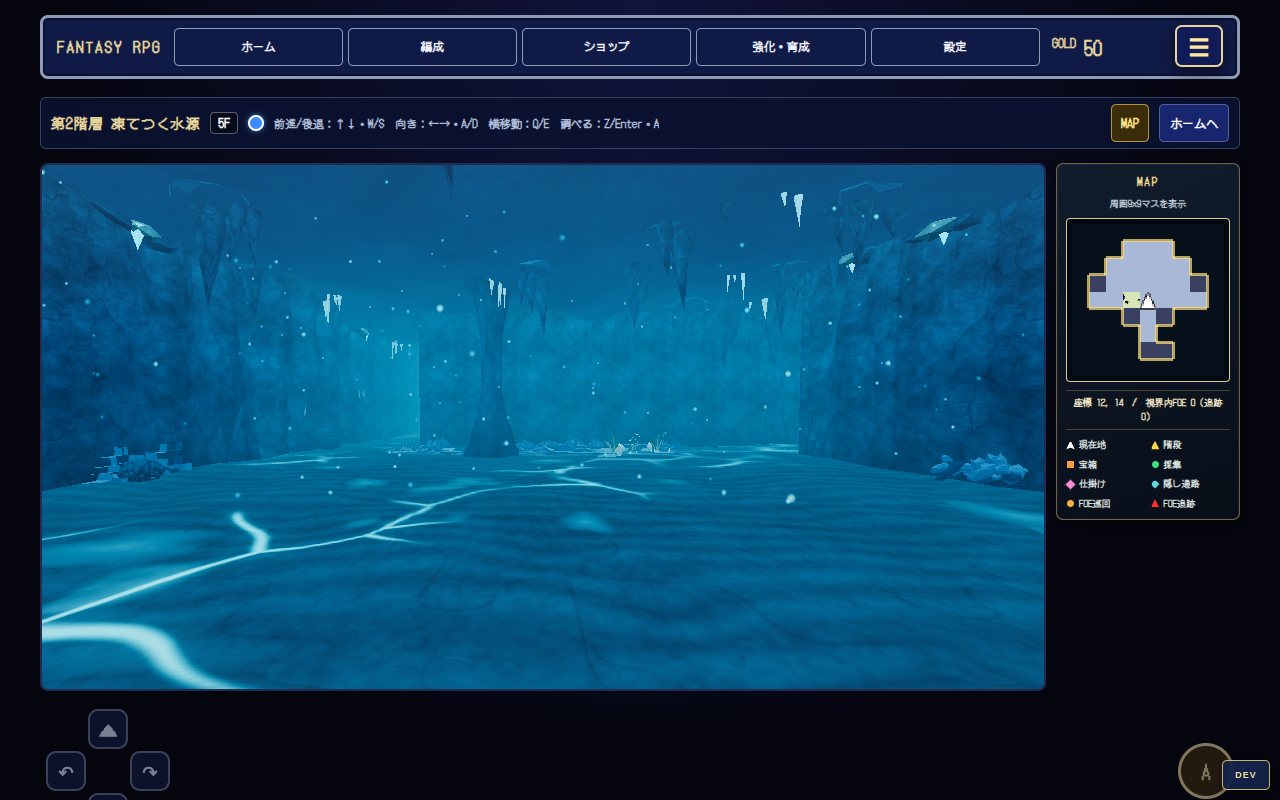 FANTASY RPG ホーム 編成 ショップ 強化・育成 設定 GOLD 50 ☰
第2階層 凍てつく水源 5F 前進/後退：↑↓・W/S 向き：←→・A/D 横移動：Q/E 調べる：Z/Enter・A MAP ホームへ
MAP
周囲9x9マスを表示
座標 12, 14 / 視界内FOE 0（追跡
0）
現在地 階段
宝箱 採集
仕掛け 隠し通路
FOE巡回 FOE追跡
A DEV